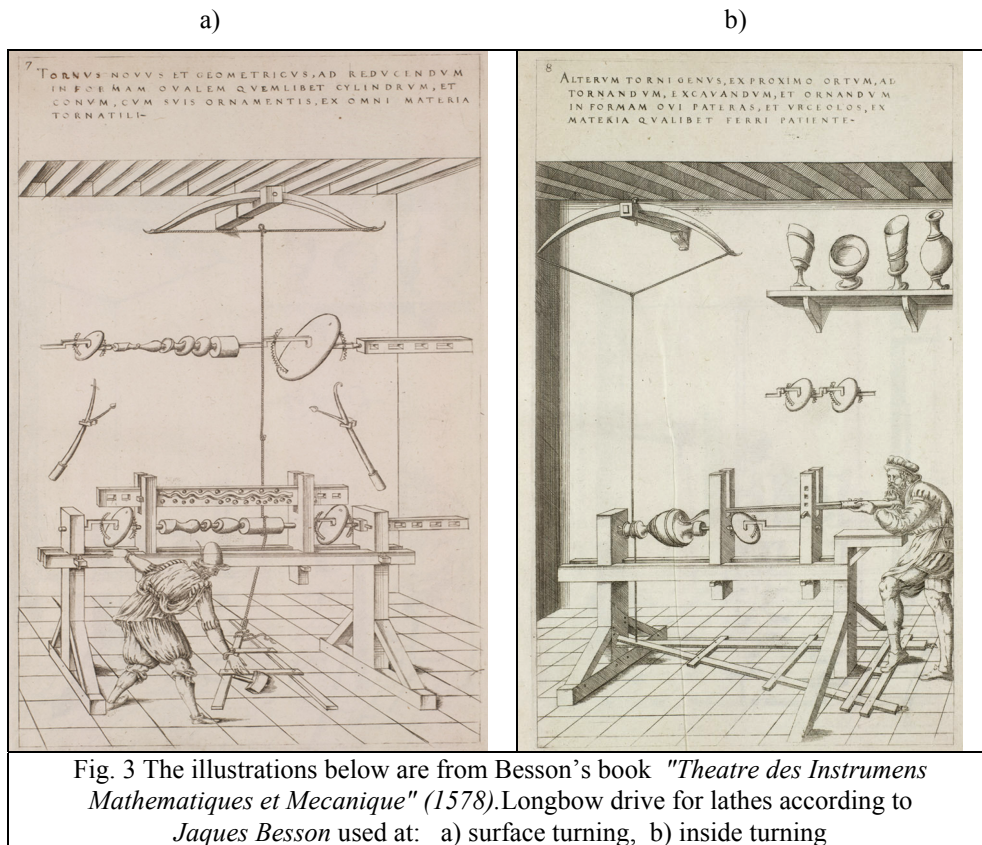 a)
b)
7
TORNVS NOVVS ET GEOMETRICVS, AD REDVCENDVM
IN FORMAM OVALEM QVEMLIBET CYLINDRVM, ET
CONVM, CVM SVIS ORNAMENTIS, EX OMNI MATERIA
TORNATILI-
8
ALTERVM TORNI GENVS, EX PROXIMO ORTVM, AD
TORNANDVM, EXCAVANDVM, ET ORNANDVM
IN FORMAM OVI PATERAS, ET VRCEOLOS, EX
MATERIA QVALIBET FERRI PATIENTE-
Fig. 3 The illustrations below are from Besson’s book "Theatre des Instrumens
Mathematiques et Mecanique" (1578).Longbow drive for lathes according to
Jaques Besson used at: a) surface turning, b) inside turning